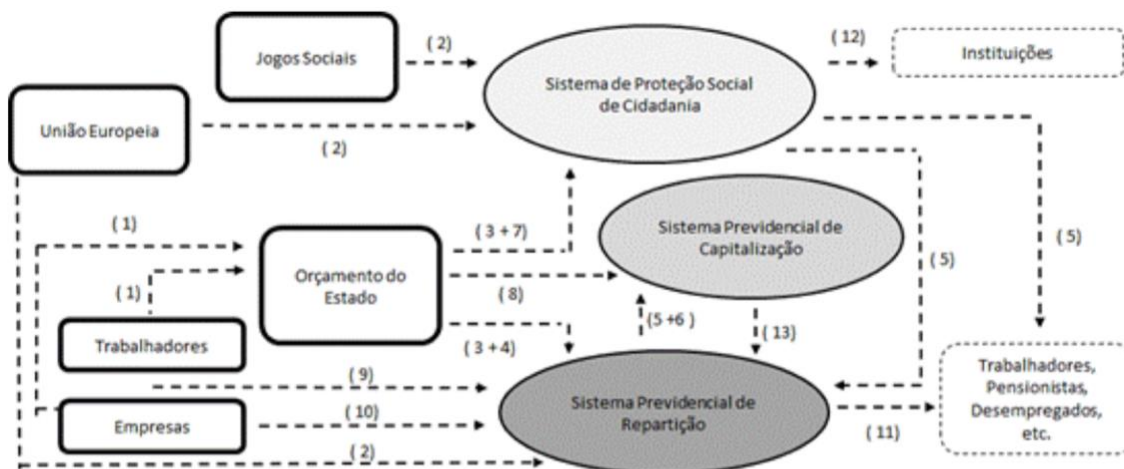 Jogos Sociais
( 2)
Sistema de Proteção Social
de Cidadania
(12)
Instituições
União Europeia
( 2)
( 1)
Orçamento do
Estado
( 3 + 7)
Sistema Previdencial de
Capitalização
( 5)
( 5)
( 1)
( 8)
(5 +6 )
( 13)
Trabalhadores
( 3 + 4)
( 9)
Sistema Previdencial de
Repartição
Trabalhadores,
Pensionistas,
Desempregados,
etc.
Empresas
(10)
(11)
( 2)